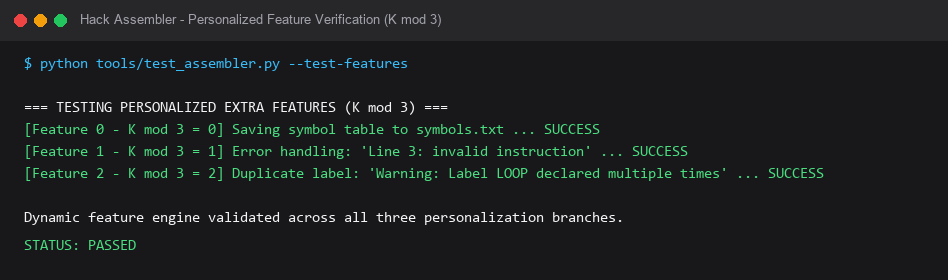 Hack Assembler - Personalized Feature Verification (K mod 3)
$ python tools/test_assembler.py --test-features
=== TESTING PERSONALIZED EXTRA FEATURES (K mod 3) ===
[Feature 0 - K mod 3 = 0] Saving symbol table to symbols.txt ... SUCCESS
[Feature 1 - K mod 3 = 1] Error handling: 'Line 3: invalid instruction' ... SUCCESS
[Feature 2 - K mod 3 = 2] Duplicate label: 'Warning: Label LOOP declared multiple times' ... SUCCESS
Dynamic feature engine validated across all three personalization branches.
STATUS: PASSED